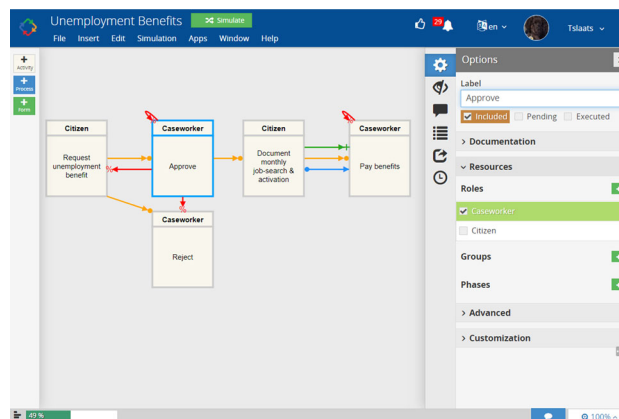 Unemployment Benefits
Simulate
29
en
Tslaats
File Insert Edit Simulation Apps Window Help
Activity
Process
Form
Options
Label
Approve
Included Pending Executed
Documentation
Resources
Roles
Caseworker
Citizen
Groups
Phases
Advanced
Customization
Citizen
Request
unemployment
benefit
Caseworker
Approve
Citizen
Document
monthly
job-search &
activation
Caseworker
Pay benefits
%
%
Caseworker
Reject
49 %
100%